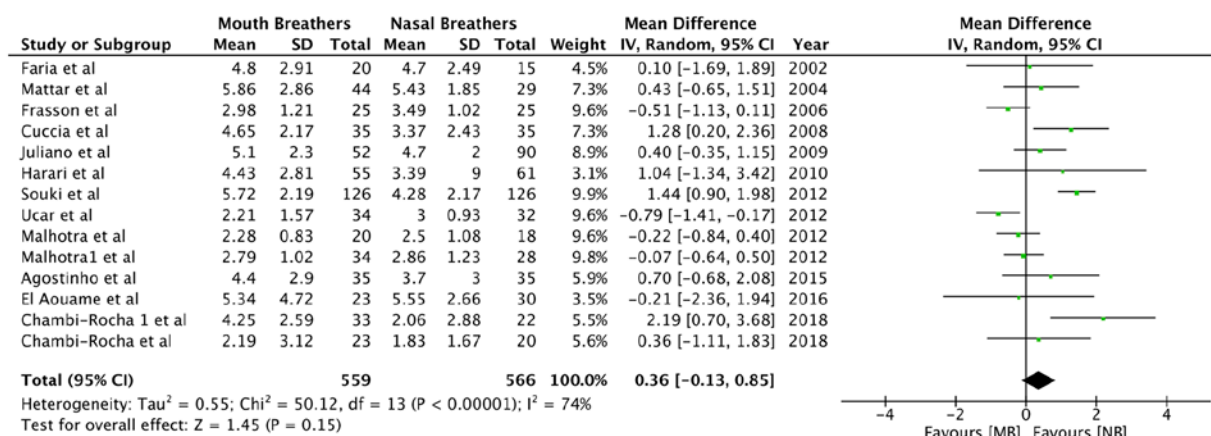 Mouth Breathers Nasal Breathers Mean Difference Mean Difference
Study or Subgroup Mean SD Total Mean SD Total Weight IV, Random, 95% CI Year IV, Random, 95% CI
Faria et al 4.8 2.91 20 4.7 2.49 15 4.5% 0.10 [-1.69, 1.89] 2002
Mattar et al 5.86 2.86 44 5.43 1.85 29 7.3% 0.43 [-0.65, 1.51] 2004
Frasson et al 2.98 1.21 25 3.49 1.02 25 9.6% -0.51 [-1.13, 0.11] 2006
Cuccia et al 4.65 2.17 35 3.37 2.43 35 7.3% 1.28 [0.20, 2.36] 2008
Juliano et al 5.1 2.3 52 4.7 2 90 8.9% 0.40 [-0.35, 1.15] 2009
Harari et al 4.43 2.81 55 3.39 9 61 3.1% 1.04 [-1.34, 3.42] 2010
Souki et al 5.72 2.19 126 4.28 2.17 126 9.9% 1.44 [0.90, 1.98] 2012
Ucar et al 2.21 1.57 34 3 0.93 32 9.6% -0.79 [-1.41, -0.17] 2012
Malhotra et al 2.28 0.83 20 2.5 1.08 18 9.6% -0.22 [-0.84, 0.40] 2012
Malhotra1 et al 2.79 1.02 34 2.86 1.23 28 9.8% -0.07 [-0.64, 0.50] 2012
Agostinho et al 4.4 2.9 35 3.7 3 35 5.9% 0.70 [-0.68, 2.08] 2015
El Aouame et al 5.34 4.72 23 5.55 2.66 30 3.5% -0.21 [-2.36, 1.94] 2016
Chambi-Rocha 1 et al 4.25 2.59 33 2.06 2.88 22 5.5% 2.19 [0.70, 3.68] 2018
Chambi-Rocha et al 2.19 3.12 23 1.83 1.67 20 5.6% 0.36 [-1.11, 1.83] 2018
Total (95% CI) 559 566 100.0% 0.36 [-0.13, 0.85]
Heterogeneity: Tau² = 0.55; Chi² = 50.12, df = 13 (P < 0.00001); I² = 74%
Test for overall effect: Z = 1.45 (P = 0.15)
-4 -2 0 2 4
Favours [MB] Favours [NB]